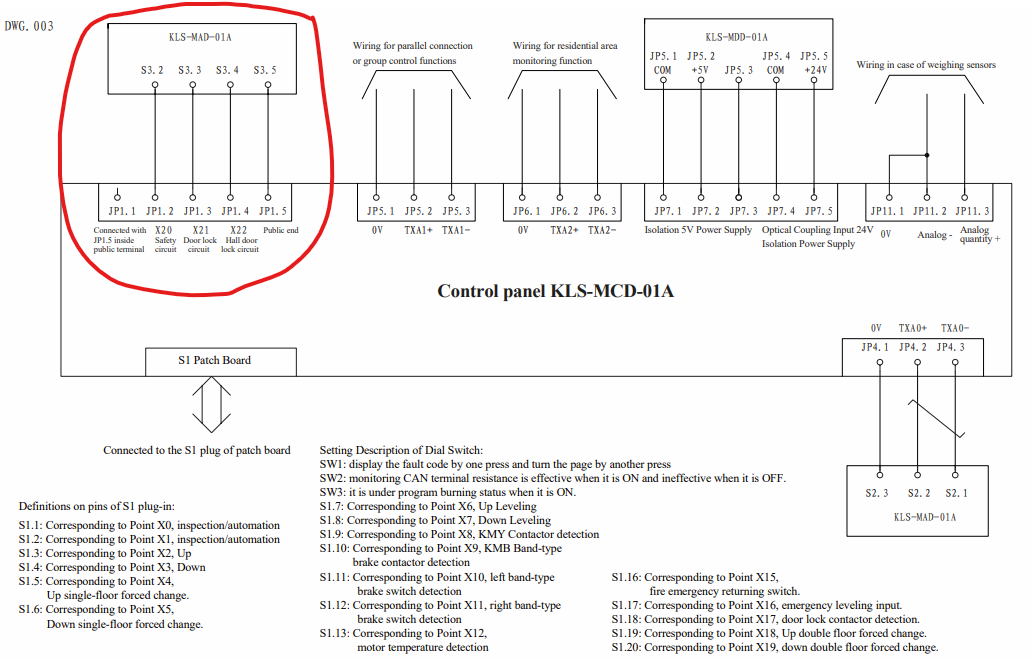 DWG.003
KLS-MAD-01A
S3.2 S3.3 S3.4 S3.5
Wiring for parallel connection
or group control functions
Wiring for residential area
monitoring function
KLS-MDD-01A
JP5.1 JP5.2 JP5.3 JP5.4 JP5.5
COM +5V COM +24V
Wiring in case of weighing sensors
JP1.1 JP1.2 JP1.3 JP1.4 JP1.5
Connected with
JP1.5 inside
public terminal
X20
Safety
circuit
X21
Door lock
circuit
X22
Hall door
lock circuit
Public end
JP5.1 JP5.2 JP5.3
0V TXA1+ TXA1-
JP6.1 JP6.2 JP6.3
0V TXA2+ TXA2-
JP7.1 JP7.2 JP7.3 JP7.4 JP7.5
Isolation 5V Power Supply
Optical Coupling Input 24V
Isolation Power Supply
JP11.1 JP11.2 JP11.3
0V
Analog -
Analog
quantity +
Control panel KLS-MCD-01A
S1 Patch Board
0V TXA0+ TXA0-
JP4.1 JP4.2 JP4.3
S2.3 S2.2 S2.1
KLS-MAD-01A
Connected to the S1 plug of patch board
Definitions on pins of S1 plug-in:
S1.1: Corresponding to Point X0, inspection/automation
S1.2: Corresponding to Point X1, inspection/automation
S1.3: Corresponding to Point X2, Up
S1.4: Corresponding to Point X3, Down
S1.5: Corresponding to Point X4,
Up single-floor forced change.
S1.6: Corresponding to Point X5,
Down single-floor forced change.
Setting Description of Dial Switch:
SW1: display the fault code by one press and turn the page by another press
SW2: monitoring CAN terminal resistance is effective when it is ON and ineffective when it is OFF.
SW3: it is under program burning status when it is ON.
S1.7: Corresponding to Point X6, Up Leveling
S1.8: Corresponding to Point X7, Down Leveling
S1.9: Corresponding to Point X8, KMY Contactor detection
S1.10: Corresponding to Point X9, KMB Band-type
brake contactor detection
S1.11: Corresponding to Point X10, left band-type
brake switch detection
S1.12: Corresponding to Point X11, right band-type
brake switch detection
S1.13: Corresponding to Point X12,
motor temperature detection
S1.16: Corresponding to Point X15,
fire emergency returning switch.
S1.17: Corresponding to Point X16, emergency leveling input.
S1.18: Corresponding to Point X17, door lock contactor detection.
S1.19: Corresponding to Point X18, Up double floor forced change.
S1.20: Corresponding to Point X19, down double floor forced change.